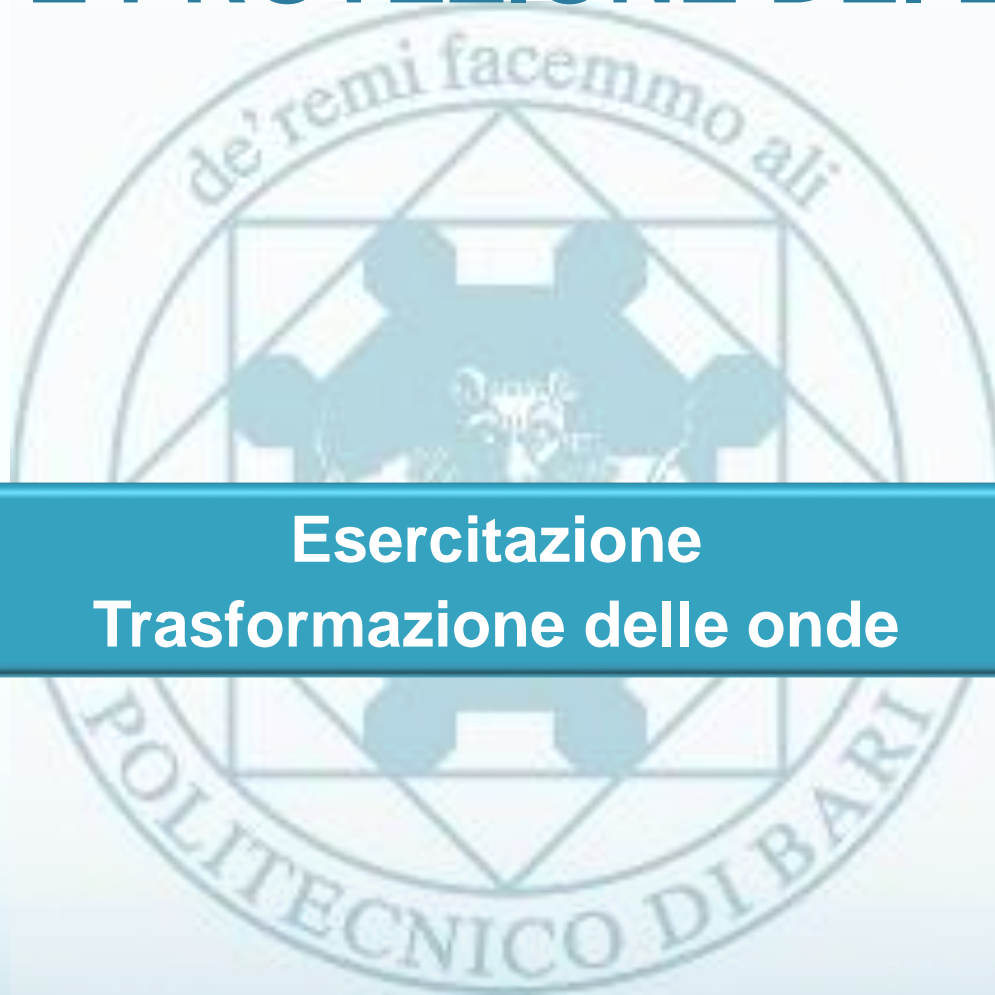 de'remi facemmo ali
Esercitazione
Trasformazione delle onde
POLITECNICO DI BARI